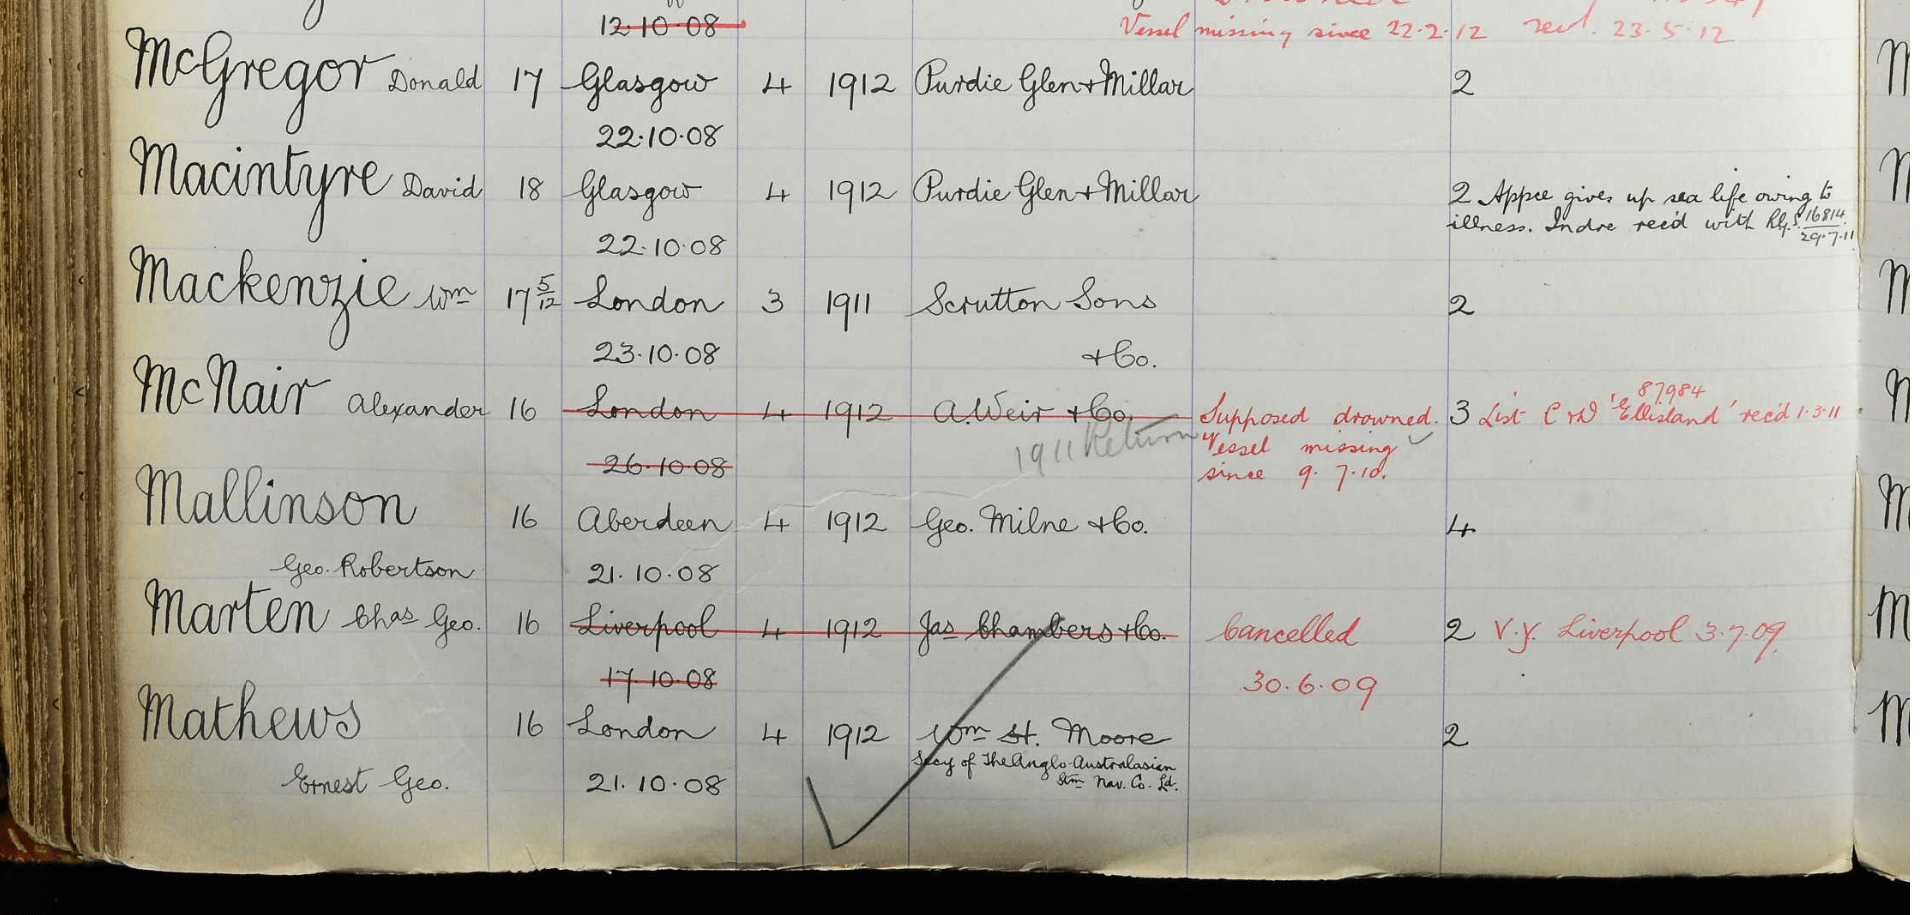 12·10·08
Vessel missing since 22·2·12 recd. 23·5·12
McGregor Donald 17 Glasgow 4 1912 Purdie Glen + Millar 2
22·10·08
Macintyre David 18 Glasgow 4 1912 Purdie Glen + Millar 2 Appce gives up sea life owing to
illness. Indre rec'd with 16814
29·7·11
22·10·08
Mackenzie Wm 17 5/12 London 3 1911 Scrutton Sons 2
23·10·08 + Co.
McNair Alexander 16 London 4 1912 A. Weir + Co. Supposed drowned. 3 List C & D 'Ellisland' rec'd 1·3·11
87984
1911 Return Vessel missing
26·10·08 since 9. 7.10.
Mallinson 16 Aberdeen 4 1912 Geo. Milne + Co. 4
Geo. Robertson 21·10·08
Marten Chas Geo. 16 Liverpool 4 1912 Jas Chambers + Co. Cancelled 2 V.y. Liverpool 3·7·09.
17·10·08 30·6·09
Mathews 16 London 4 1912 Wm St. Moore 2
Secy of The Anglo-Australasian
Ernest Geo. 21·10·08 Stm Nav. Co. Ld.